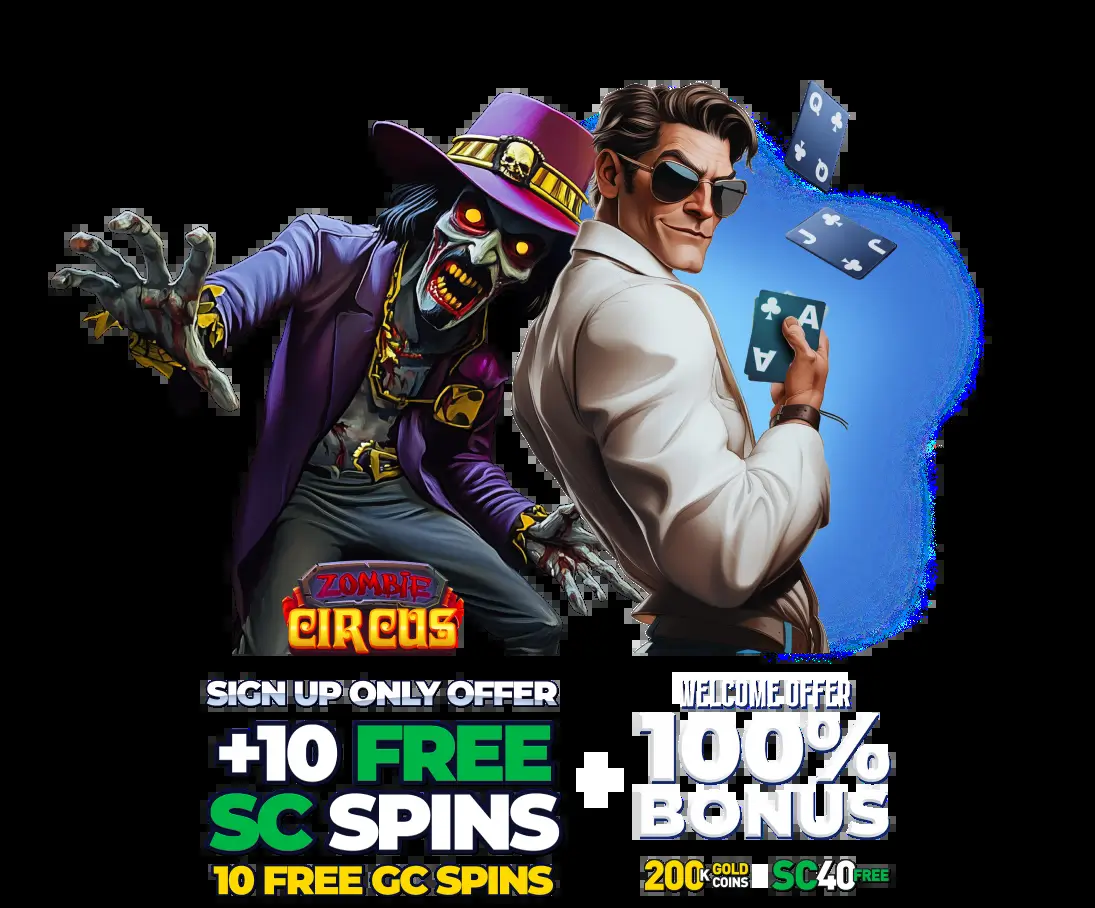 Q
Q
J
J
A
A
ZOMBIE
CIRCUS
SIGN UP ONLY OFFER
+10 FREE
SC SPINS
10 FREE GC SPINS
+
WELCOME OFFER
100%
BONUS
200K GOLD COINS SC40 FREE